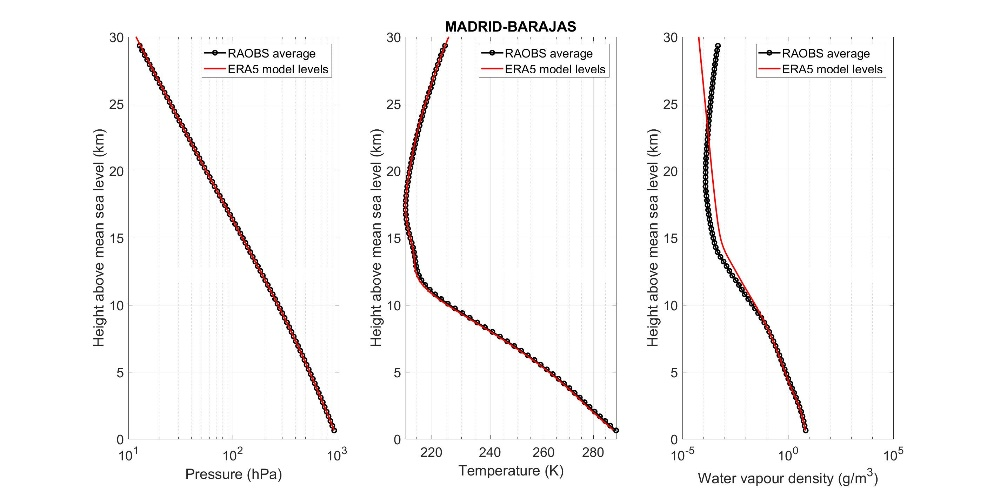 MADRID-BARAJAS
30
25
20
15
10
5
0
Height above mean sea level (km)
RAOBS average
ERA5 model levels
10^1
10^2
10^3
Pressure (hPa)
30
25
20
15
10
5
0
Height above mean sea level (km)
RAOBS average
ERA5 model levels
220
240
260
280
Temperature (K)
30
25
20
15
10
5
0
Height above mean sea level (km)
RAOBS average
ERA5 model levels
10^-5
10^0
10^5
Water vapour density (g/m^3)